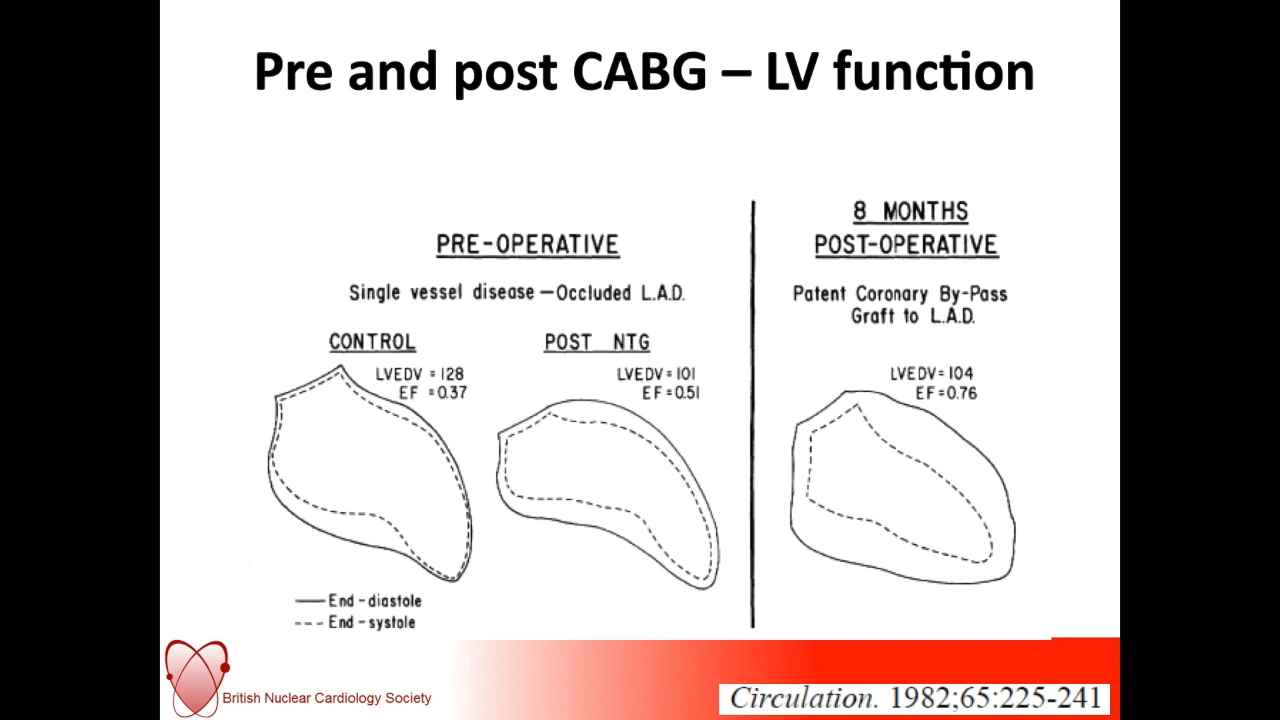 Pre and post CABG – LV function
PRE-OPERATIVE
Single vessel disease – Occluded L.A.D.
CONTROL
LVEDV = 128
EF = 0.37
POST NTG
LVEDV = 101
EF = 0.51
End-diastole
End-systole
8 MONTHS
POST-OPERATIVE
Patent Coronary By-Pass
Graft to L.A.D.
LVEDV = 104
EF = 0.76
British Nuclear Cardiology Society
Circulation. 1982;65:225-241